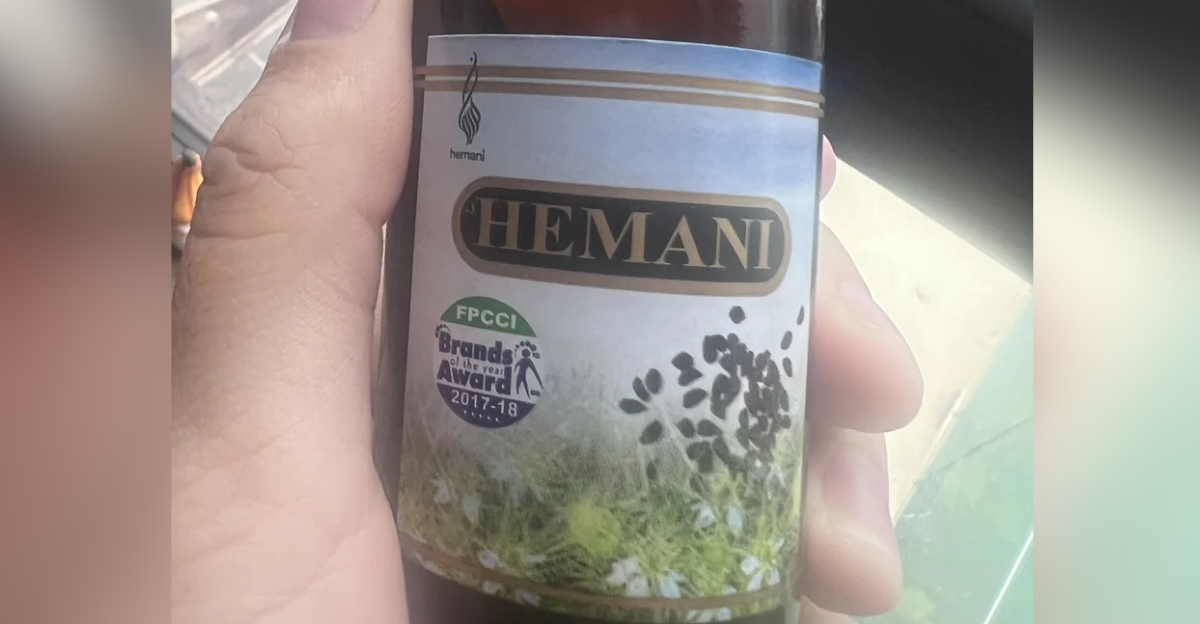 hemani
HEMANI
FPCCI
Brands
of the year
Award
2017-18